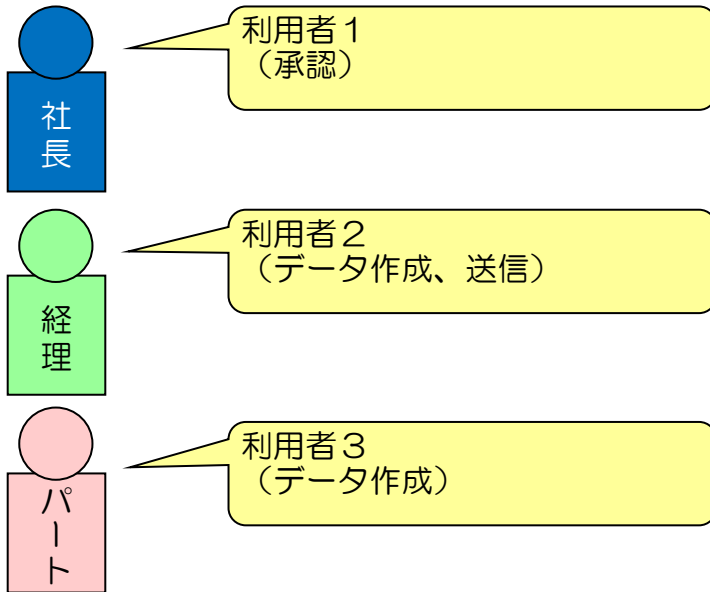 社長
利用者１
（承認）
経理
利用者２
（データ作成、送信）
パート
利用者３
（データ作成）